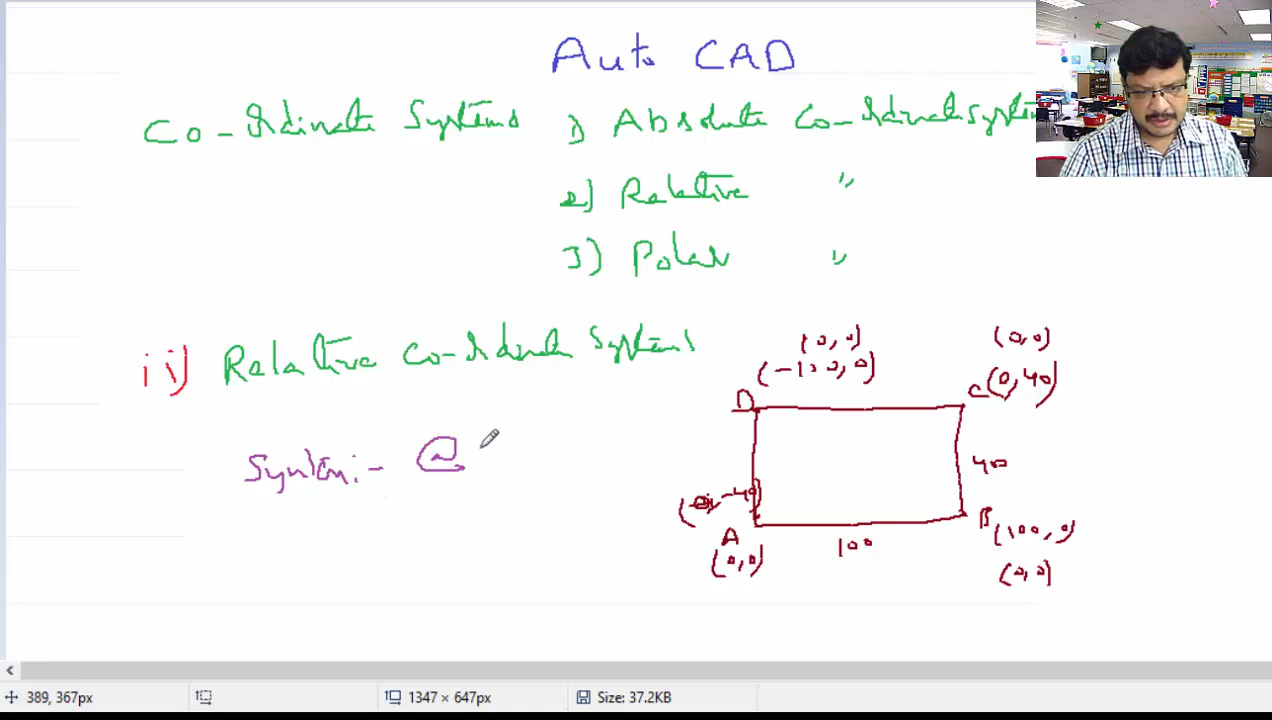 Auto CAD
Co-ordinate Systems 1) Absolute Co-ordinate System
2) Relative "
3) Polar "
ii) Relative Co-ordinate Systems
Syntax:- @
(0,0)
(-100,0)
(0,0)
D
C(0,40)
40
-40)
A
(0,0)
100
B(100,0)
(0,0)
389, 367px
1347 × 647px
Size: 37.2KB